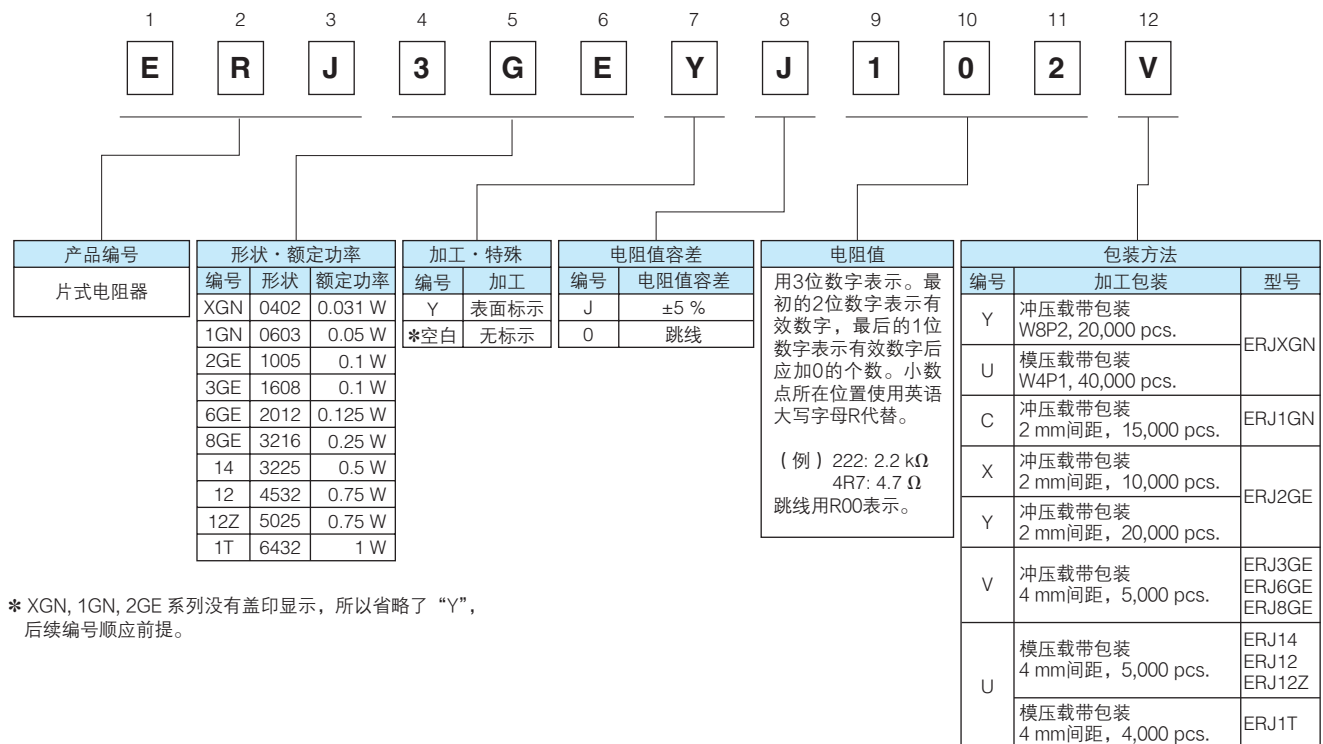 1 2 3 4 5 6 7 8 9 10 11 12
E R J 3 G E Y J 1 0 2 V
产品编号
片式电阻器
形状・额定功率
编号 形状 额定功率
XGN 0402 0.031 W
1GN 0603 0.05 W
2GE 1005 0.1 W
3GE 1608 0.1 W
6GE 2012 0.125 W
8GE 3216 0.25 W
14 3225 0.5 W
12 4532 0.75 W
12Z 5025 0.75 W
1T 6432 1 W
加工・特殊
编号 加工
Y 表面标示
✽空白 无标示
电阻值容差
编号 电阻值容差
J ±5 %
0 跳线
电阻值
用3位数字表示。最
初的2位数字表示有
效数字，最后的1位
数字表示有效数字后
应加0的个数。小数
点所在位置使用英语
大写字母R代替。
（例）222: 2.2 kΩ
4R7: 4.7 Ω
跳线用R00表示。
包装方法
编号 加工包装 型号
Y 冲压载带包装
W8P2, 20,000 pcs.
ERJXGN
U 模压载带包装
W4P1, 40,000 pcs.
C 冲压载带包装
2 mm间距，15,000 pcs.
ERJ1GN
X 冲压载带包装
2 mm间距，10,000 pcs.
ERJ2GE
Y 冲压载带包装
2 mm间距，20,000 pcs.
V 冲压载带包装
4 mm间距，5,000 pcs.
ERJ3GE
ERJ6GE
ERJ8GE
U 模压载带包装
4 mm间距，5,000 pcs.
ERJ14
ERJ12
ERJ12Z
模压载带包装
4 mm间距，4,000 pcs.
ERJ1T
✽ XGN, 1GN, 2GE 系列没有盖印显示，所以省略了“Y”，
后续编号顺应前提。